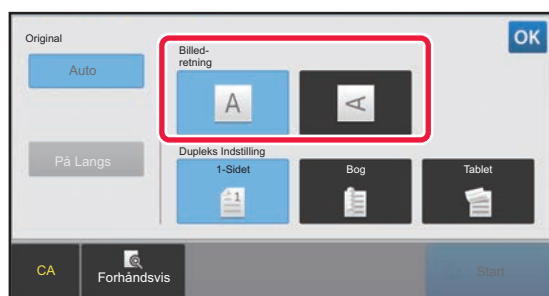 Original
OK
Billed-
retning
Auto
A
A
På Langs
Dupleks Indstilling
1-Sidet
Bog
Tablet
1
CA
Forhåndsvis
Start